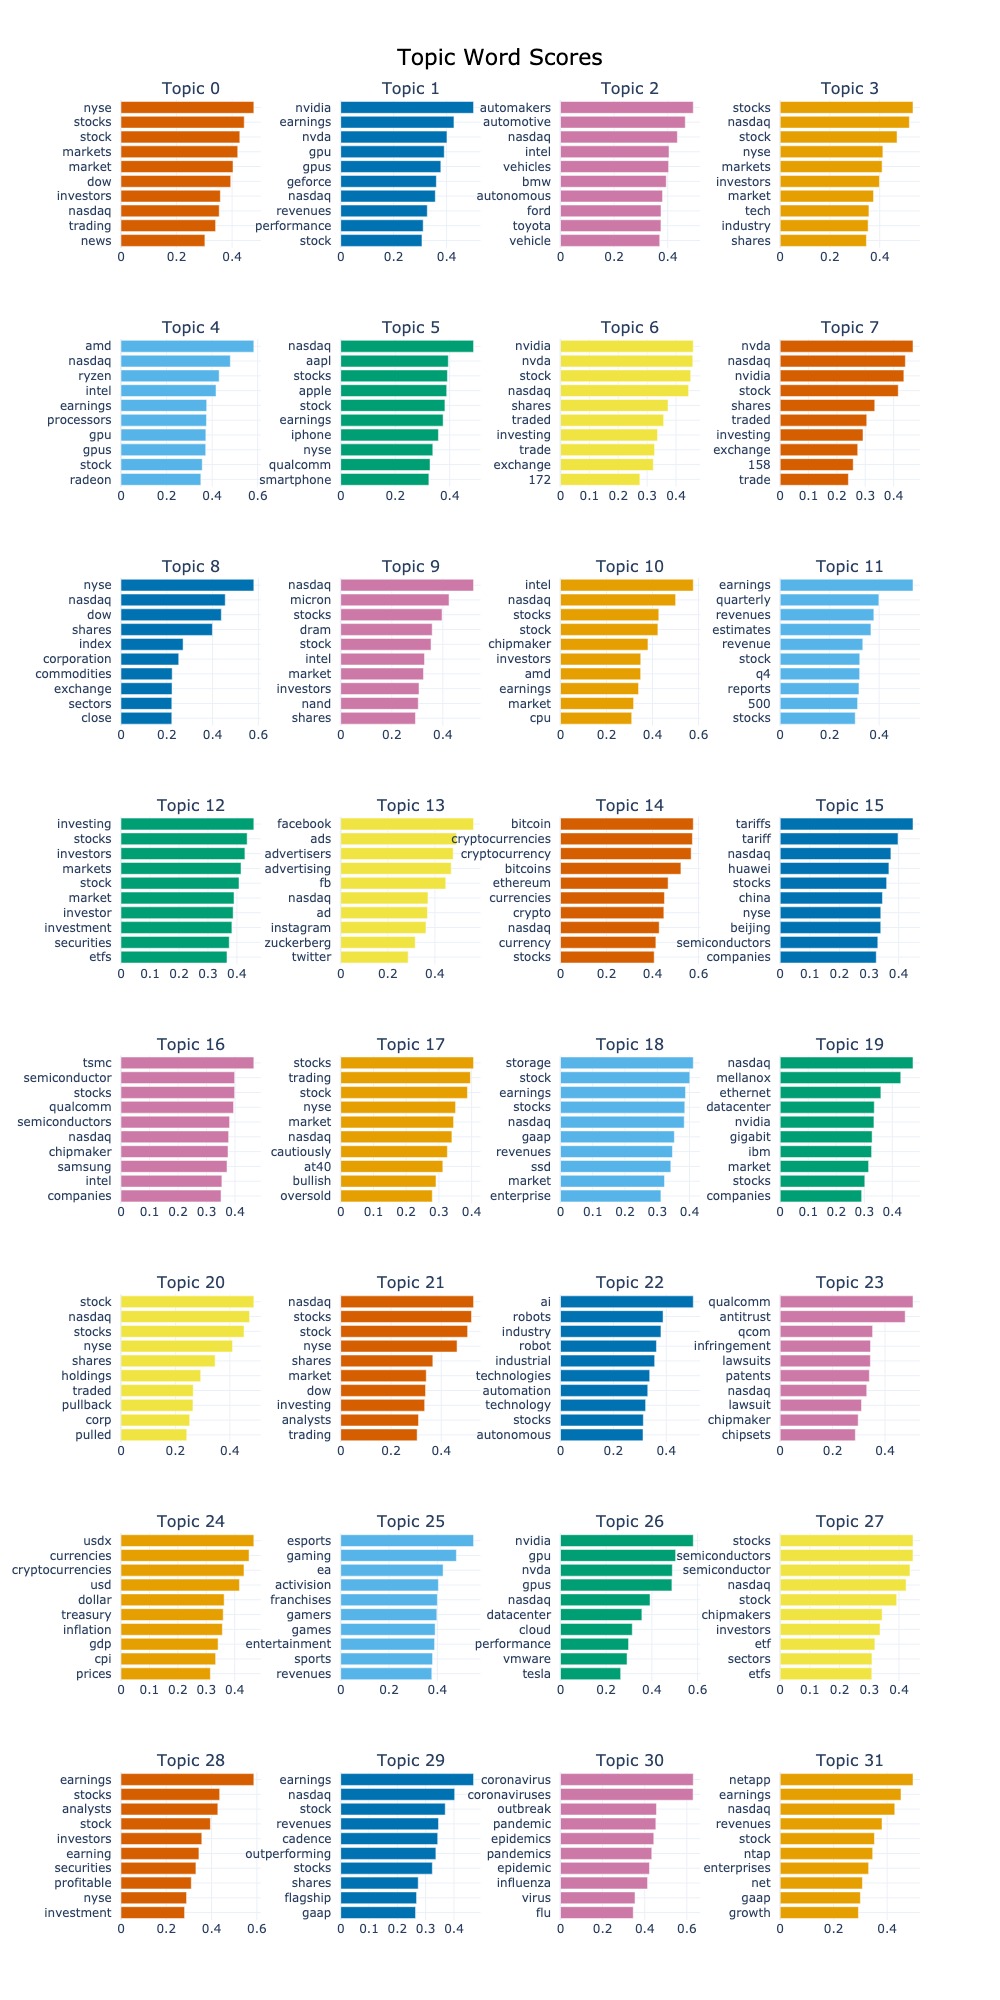 Topic Word Scores
Topic 0
nyse
stocks
stock
markets
market
dow
investors
nasdaq
trading
news
0 0.2 0.4
Topic 1
nvidia
earnings
nvda
gpu
gpus
geforce
nasdaq
revenues
performance
stock
0 0.2 0.4
Topic 2
automakers
automotive
nasdaq
intel
vehicles
bmw
autonomous
ford
toyota
vehicle
0 0.2 0.4
Topic 3
stocks
nasdaq
stock
nyse
markets
investors
market
tech
industry
shares
0 0.2 0.4
Topic 4
amd
nasdaq
ryzen
intel
earnings
processors
gpu
gpus
stock
radeon
0 0.2 0.4 0.6
Topic 5
nasdaq
aapl
stocks
apple
stock
earnings
iphone
nyse
qualcomm
smartphone
0 0.2 0.4
Topic 6
nvidia
nvda
stock
nasdaq
shares
traded
investing
trade
exchange
172
0 0.1 0.2 0.3 0.4
Topic 7
nvda
nasdaq
nvidia
stock
shares
traded
investing
exchange
158
trade
0 0.1 0.2 0.3 0.4
Topic 8
nyse
nasdaq
dow
shares
index
corporation
commodities
exchange
sectors
close
0 0.2 0.4 0.6
Topic 9
nasdaq
micron
stocks
dram
stock
intel
market
investors
nand
shares
0 0.2 0.4
Topic 10
intel
nasdaq
stocks
stock
chipmaker
investors
amd
earnings
market
cpu
0 0.2 0.4 0.6
Topic 11
earnings
quarterly
revenues
estimates
revenue
stock
q4
reports
500
stocks
0 0.2 0.4
Topic 12
investing
stocks
investors
markets
stock
market
investor
investment
securities
etfs
0 0.1 0.2 0.3 0.4
Topic 13
facebook
ads
advertisers
advertising
fb
nasdaq
ad
instagram
zuckerberg
twitter
0 0.2 0.4
Topic 14
bitcoin
cryptocurrencies
cryptocurrency
bitcoins
ethereum
currencies
crypto
nasdaq
currency
stocks
0 0.2 0.4 0.6
Topic 15
tariffs
tariff
nasdaq
huawei
stocks
china
nyse
beijing
semiconductors
companies
0 0.1 0.2 0.3 0.4
Topic 16
tsmc
semiconductor
stocks
qualcomm
semiconductors
nasdaq
chipmaker
samsung
intel
companies
0 0.1 0.2 0.3 0.4
Topic 17
stocks
trading
stock
nyse
market
nasdaq
cautiously
at40
bullish
oversold
0 0.1 0.2 0.3 0.4
Topic 18
storage
stock
earnings
stocks
nasdaq
gaap
revenues
ssd
market
enterprise
0 0.1 0.2 0.3 0.4
Topic 19
nasdaq
mellanox
ethernet
datacenter
nvidia
gigabit
ibm
market
stocks
companies
0 0.1 0.2 0.3 0.4
Topic 20
stock
nasdaq
stocks
nyse
shares
holdings
traded
pullback
corp
pulled
0 0.2 0.4
Topic 21
nasdaq
stocks
stock
nyse
shares
market
dow
investing
analysts
trading
0 0.2 0.4
Topic 22
ai
robots
industry
robot
industrial
technologies
automation
technology
stocks
autonomous
0 0.2 0.4
Topic 23
qualcomm
antitrust
qcom
infringement
lawsuits
patents
nasdaq
lawsuit
chipmaker
chipsets
0 0.2 0.4
Topic 24
usdx
currencies
cryptocurrencies
usd
dollar
treasury
inflation
gdp
cpi
prices
0 0.1 0.2 0.3 0.4
Topic 25
esports
gaming
ea
activision
franchises
gamers
games
entertainment
sports
revenues
0 0.2 0.4
Topic 26
nvidia
gpu
nvda
gpus
nasdaq
datacenter
cloud
performance
vmware
tesla
0 0.2 0.4 0.6
Topic 27
stocks
semiconductors
semiconductor
nasdaq
stock
chipmakers
investors
etf
sectors
etfs
0 0.1 0.2 0.3 0.4
Topic 28
earnings
stocks
analysts
stock
investors
earning
securities
profitable
nyse
investment
0 0.2 0.4 0.6
Topic 29
earnings
nasdaq
stock
revenues
cadence
outperforming
stocks
shares
flagship
gaap
0 0.1 0.2 0.3 0.4
Topic 30
coronavirus
coronaviruses
outbreak
pandemic
epidemics
pandemics
epidemic
influenza
virus
flu
0 0.2 0.4 0.6
Topic 31
netapp
earnings
nasdaq
revenues
stock
ntap
enterprises
net
gaap
growth
0 0.2 0.4